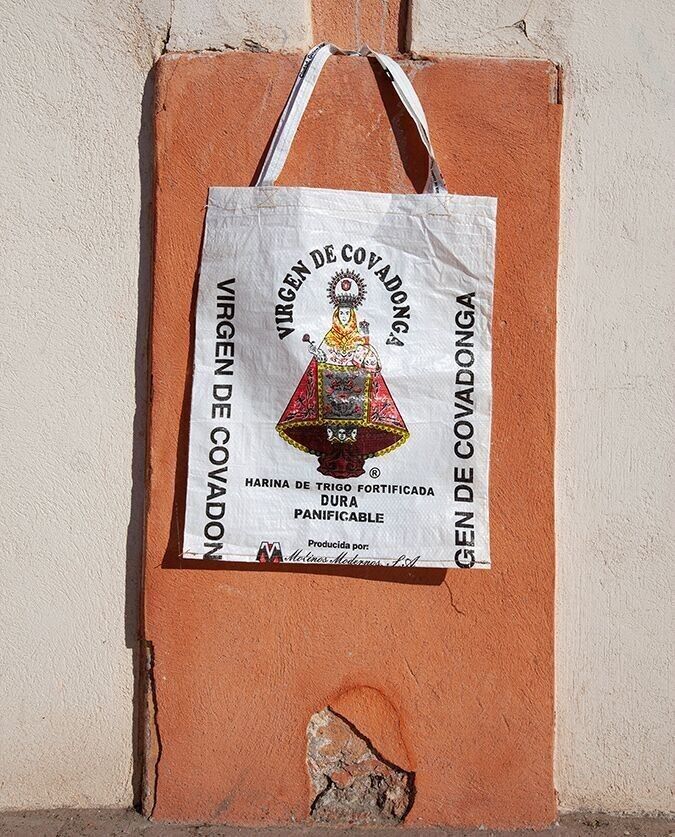 VIRGEN DE COVADONGA
VIRGEN DE COVADON
GEN DE COVADONGA
®
HARINA DE TRIGO FORTIFICADA
DURA
PANIFICABLE
Producida por:
Molinos Modernos, S.A.